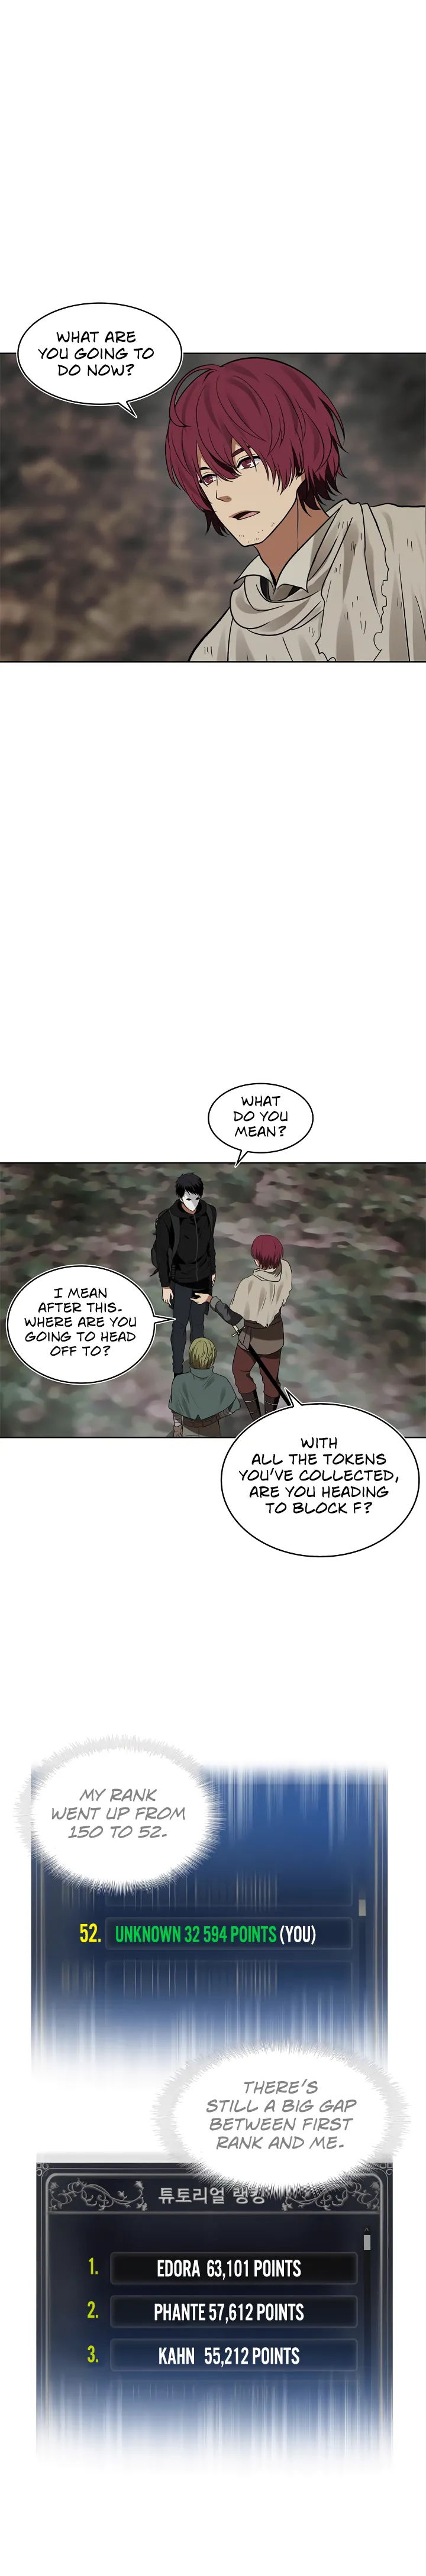 WHAT ARE
YOU GOING TO
DO NOW?
WHAT
DO YOU
MEAN?
I MEAN
AFTER THIS.
WHERE ARE YOU
GOING TO HEAD
OFF TO?
WITH
ALL THE TOKENS
YOU'VE COLLECTED,
ARE YOU HEADING
TO BLOCK F?
MY RANK
WENT UP FROM
150 TO 52.
52. UNKNOWN 32 594 POINTS (YOU)
THERE'S
STILL A BIG GAP
BETWEEN FIRST
RANK AND ME.
튜토리얼 랭킹
1. EDORA 63,101 POINTS
2. PHANTE 57,612 POINTS
3. KAHN 55,212 POINTS